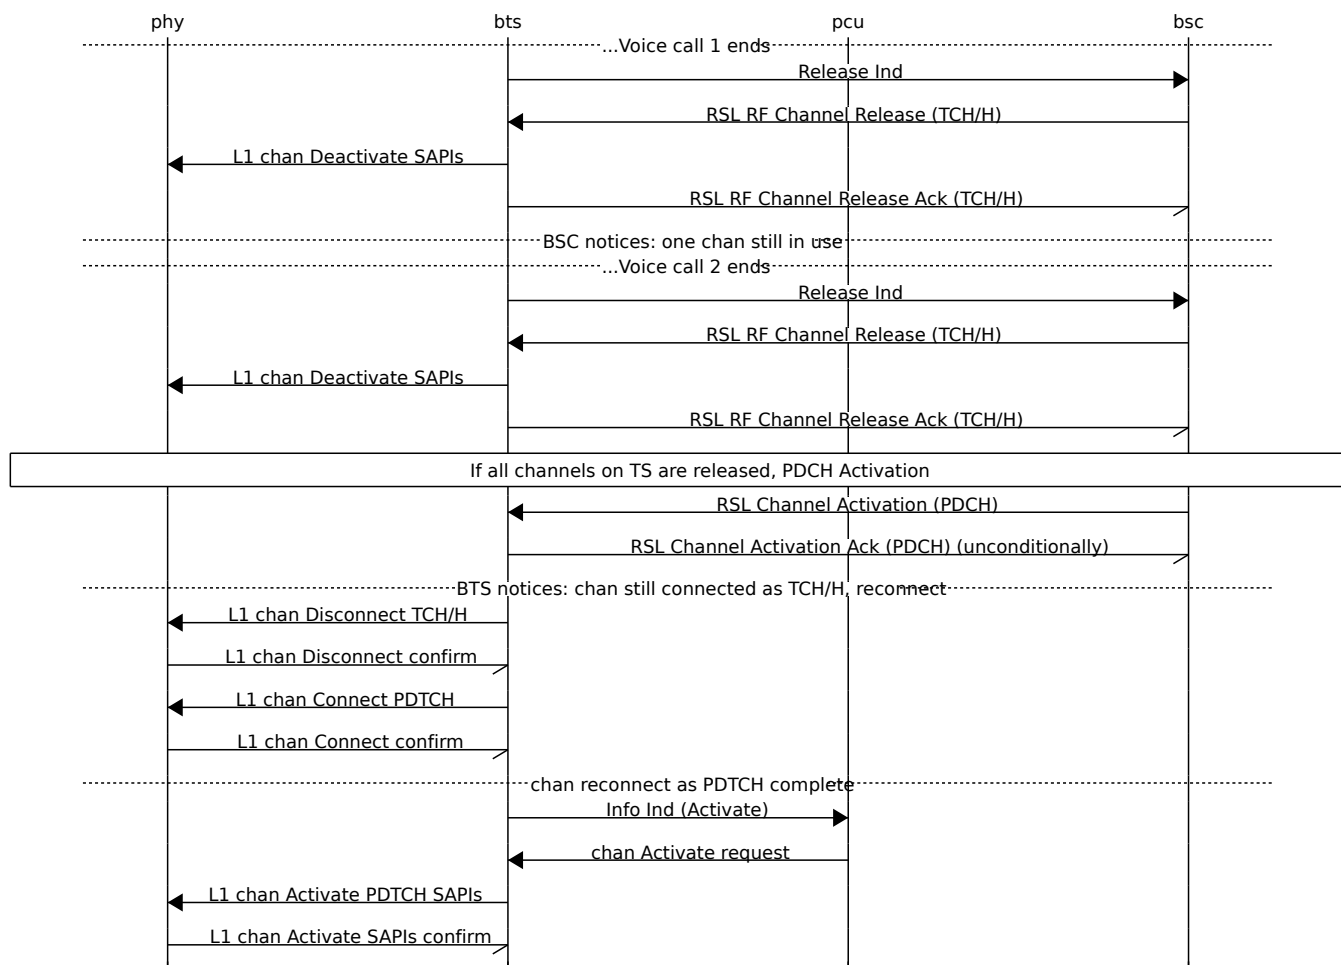 phy bts pcu bsc
...Voice call 1 ends
Release Ind
RSL RF Channel Release (TCH/H)
L1 chan Deactivate SAPIs
RSL RF Channel Release Ack (TCH/H)
BSC notices: one chan still in use
...Voice call 2 ends
Release Ind
RSL RF Channel Release (TCH/H)
L1 chan Deactivate SAPIs
RSL RF Channel Release Ack (TCH/H)
If all channels on TS are released, PDCH Activation
RSL Channel Activation (PDCH)
RSL Channel Activation Ack (PDCH) (unconditionally)
BTS notices: chan still connected as TCH/H, reconnect
L1 chan Disconnect TCH/H
L1 chan Disconnect confirm
L1 chan Connect PDTCH
L1 chan Connect confirm
chan reconnect as PDTCH complete
Info Ind (Activate)
chan Activate request
L1 chan Activate PDTCH SAPIs
L1 chan Activate SAPIs confirm